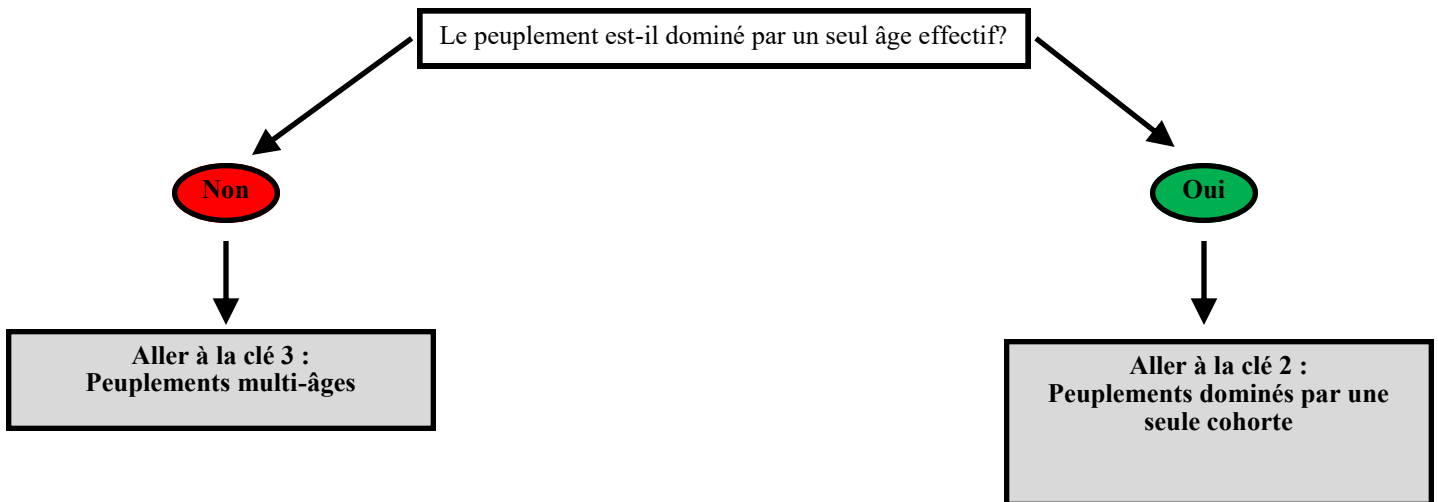 Le peuplement est-il dominé par un seul âge effectif?
Non
Oui
Aller à la clé 3 :
Peuplements multi-âges
Aller à la clé 2 :
Peuplements dominés par une
seule cohorte